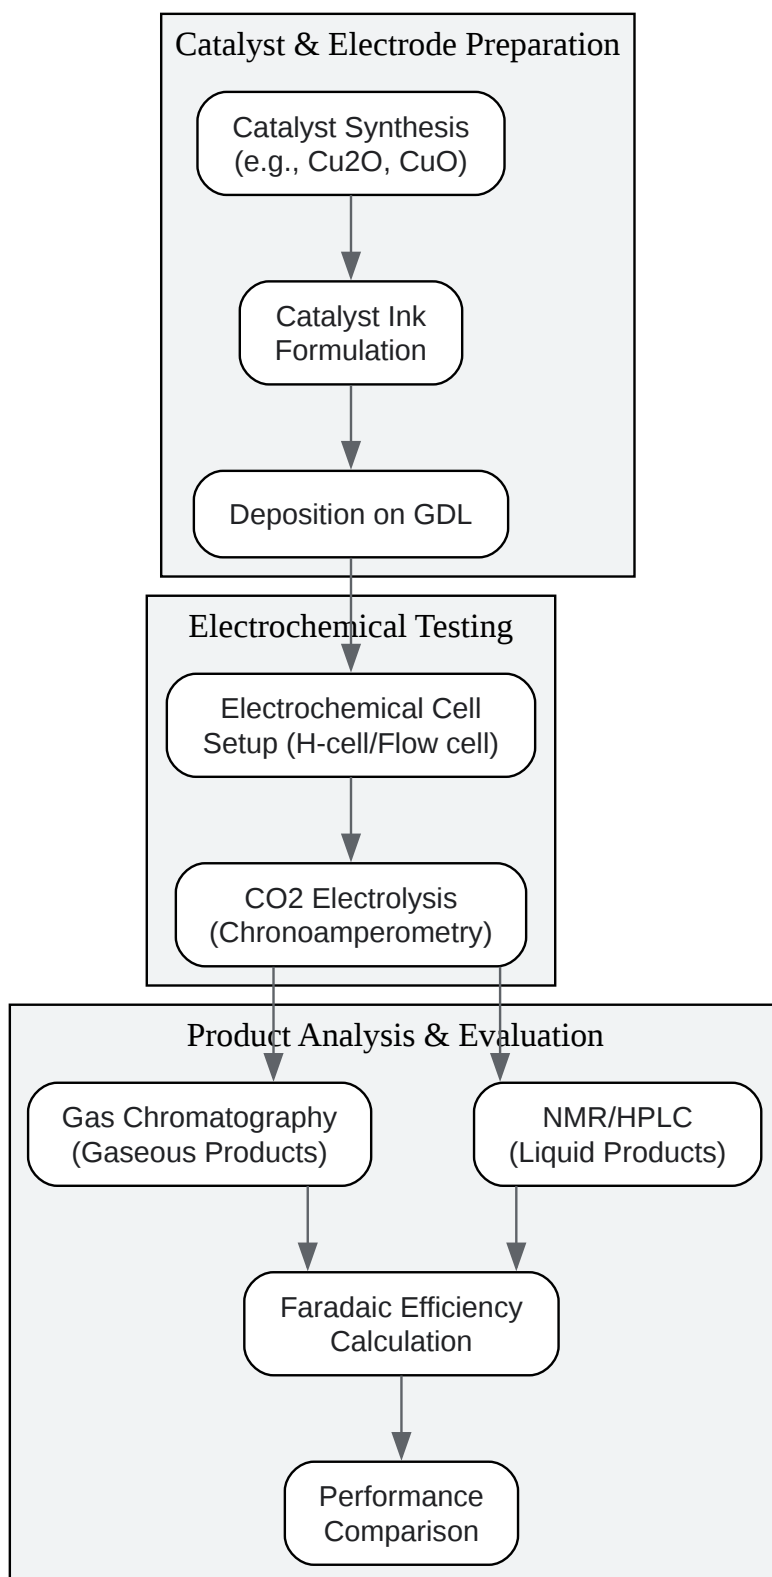 Catalyst & Electrode Preparation
Catalyst Synthesis
(e.g., Cu2O, CuO)
Catalyst Ink
Formulation
Deposition on GDL
Electrochemical Testing
Electrochemical Cell
Setup (H-cell/Flow cell)
CO2 Electrolysis
(Chronoamperometry)
Product Analysis & Evaluation
Gas Chromatography
(Gaseous Products)
NMR/HPLC
(Liquid Products)
Faradaic Efficiency
Calculation
Performance
Comparison